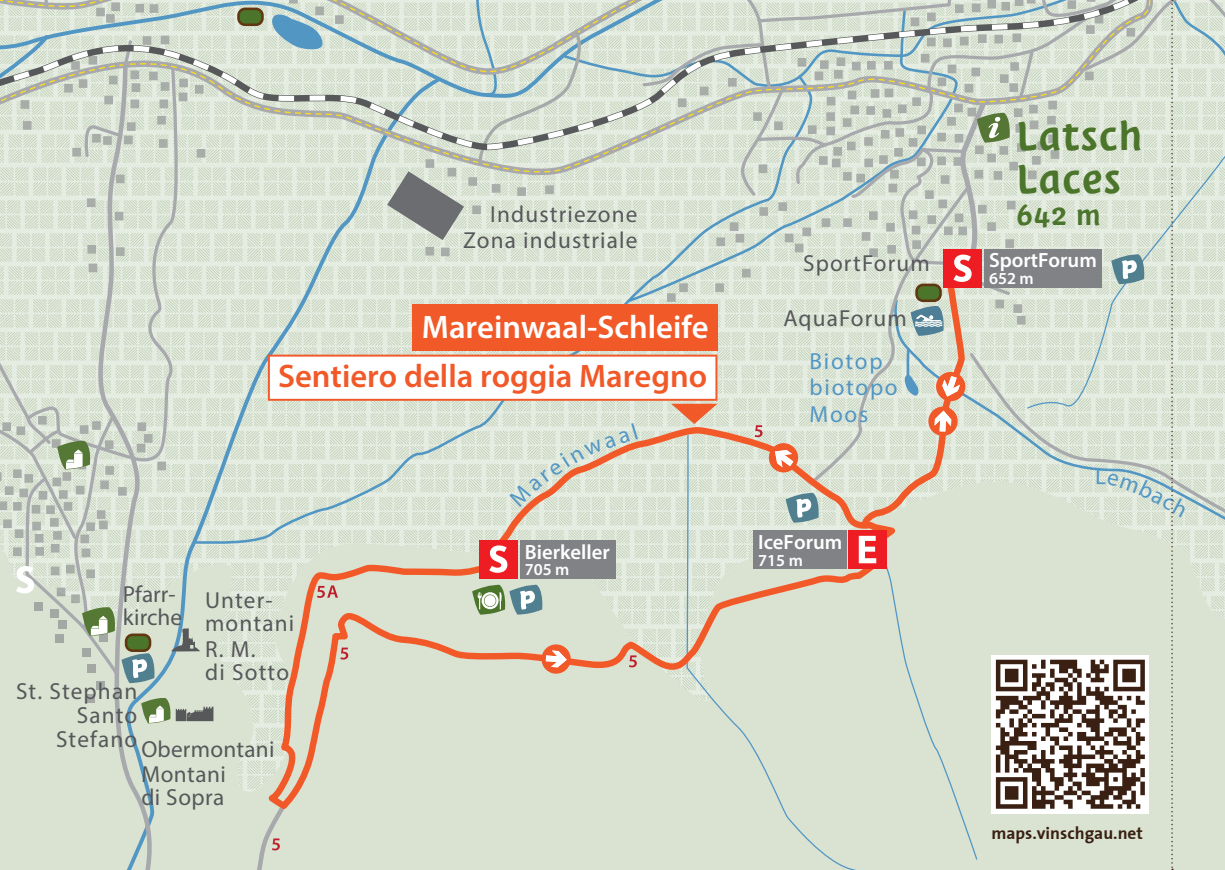 i
Latsch
Laces
642 m
Industriezone
Zona industriale
SportForum
S
SportForum
652 m
P
AquaForum
Mareinwaal-Schleife
Sentiero della roggia Maregno
Biotop
biotopo
Moos
5
Mareinwaal
Lembach
P
IceForum
715 m
E
S
Bierkeller
705 m
P
S
5A
5
5
Pfarr-
kirche
P
Unter-
montani
R. M.
di Sotto
St. Stephan
Santo
Stefano
Obermontani
Montani
di Sopra
5
maps.vinschgau.net